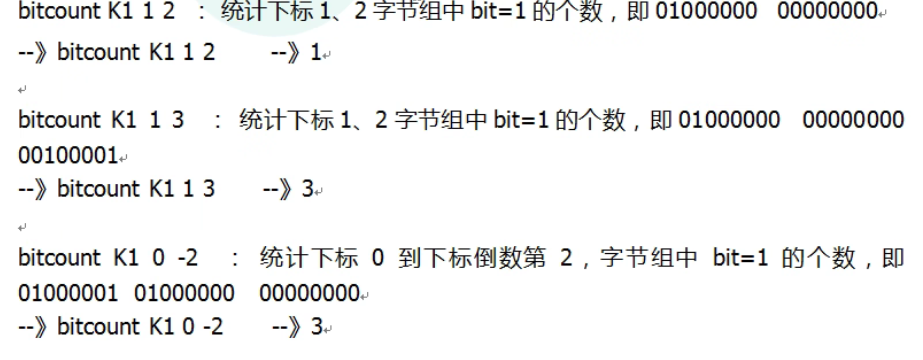 bitcount K1 1 2 : 统计下标 1、2 字节组中 bit=1 的个数，即 01000000 00000000
--》bitcount K1 1 2 --》1
bitcount K1 1 3 : 统计下标 1、2 字节组中 bit=1 的个数，即 01000000 00000000
00100001
--》bitcount K1 1 3 --》3
bitcount K1 0 -2 : 统计下标 0 到下标倒数第 2，字节组中 bit=1 的个数，即
01000001 01000000 00000000
--》bitcount K1 0 -2 --》3